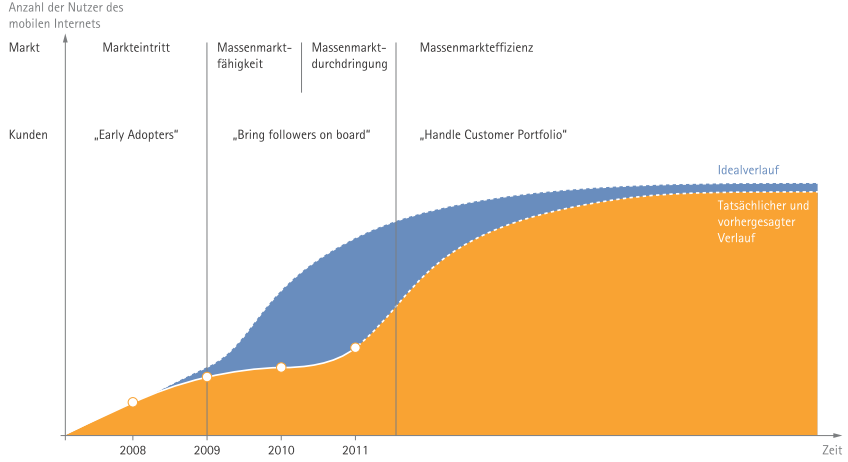 Anzahl der Nutzer des
mobilen Internets
Markt
Markteintritt
Massenmarkt-
fähigkeit
Massenmarkt-
durchdringung
Massenmarkteffizienz
Kunden
„Early Adopters“
„Bring followers on board“
„Handle Customer Portfolio“
Idealverlauf
Tatsächlicher und
vorhergesagter
Verlauf
2008
2009
2010
2011
Zeit